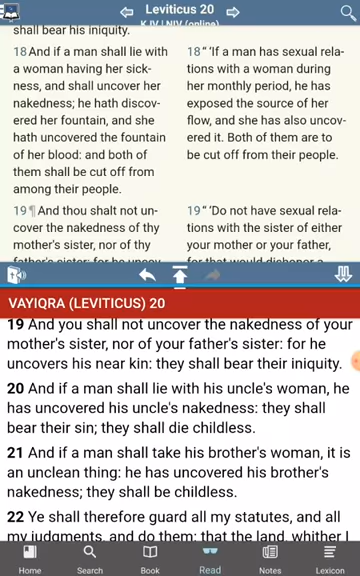 Leviticus 20
KJV | NIV (online)
shall bear his iniquity.
18 And if a man shall lie with
a woman having her sick-
ness, and shall uncover her
nakedness; he hath discov-
ered her fountain, and she
hath uncovered the fountain
of her blood: and both of
them shall be cut off from
among their people.
19 ¶ And thou shalt not un-
cover the nakedness of thy
mother's sister, nor of thy
father's sister: for he uncov-
18 “ ‘If a man has sexual rela-
tions with a woman during
her monthly period, he has
exposed the source of her
flow, and she has also uncov-
ered it. Both of them are to
be cut off from their people.
19 “ ‘Do not have sexual rela-
tions with the sister of either
your mother or your father,
for that would dishonor a
VAYIQRA (LEVITICUS) 20
19 And you shall not uncover the nakedness of your
mother's sister, nor of your father's sister: for he
uncovers his near kin: they shall bear their iniquity.
20 And if a man shall lie with his uncle's woman, he
has uncovered his uncle's nakedness: they shall
bear their sin; they shall die childless.
21 And if a man shall take his brother's woman, it is
an unclean thing: he has uncovered his brother's
nakedness; they shall be childless.
22 Ye shall therefore guard all my statutes, and all
my judgments, and do them: that the land, whither I
Home
Search
Book
Read
Notes
Lexicon